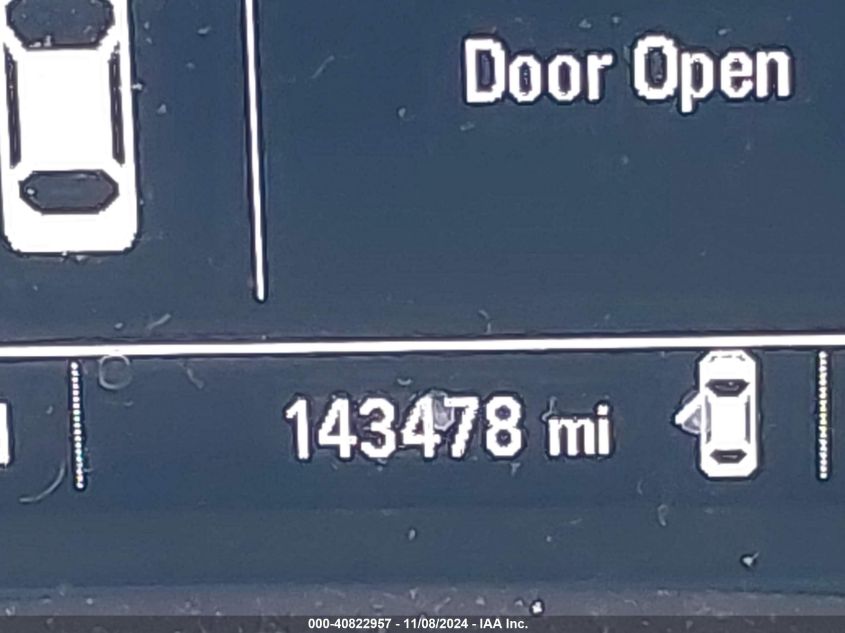 Door Open
143478 mi
000-40822957 - 11/08/2024 - IAA Inc.